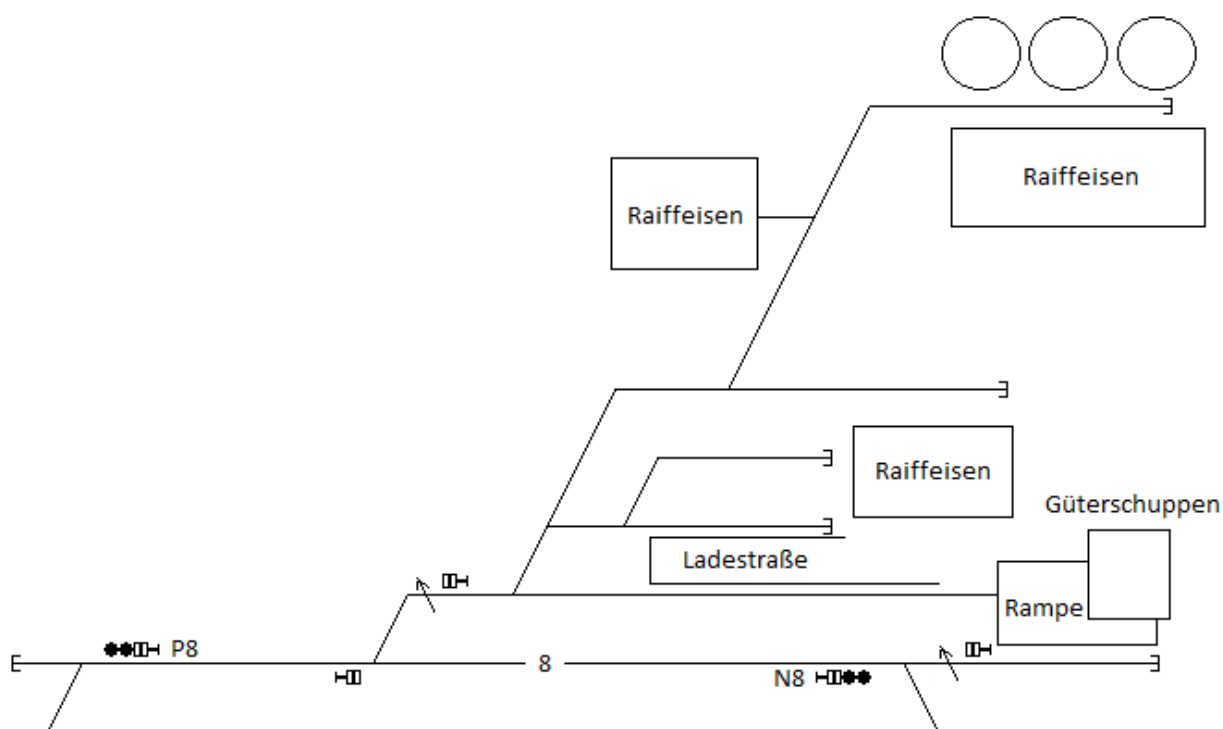 Raiffeisen
Raiffeisen
Raiffeisen
Güterschuppen
Ladestraße
Rampe
P8
8
N8